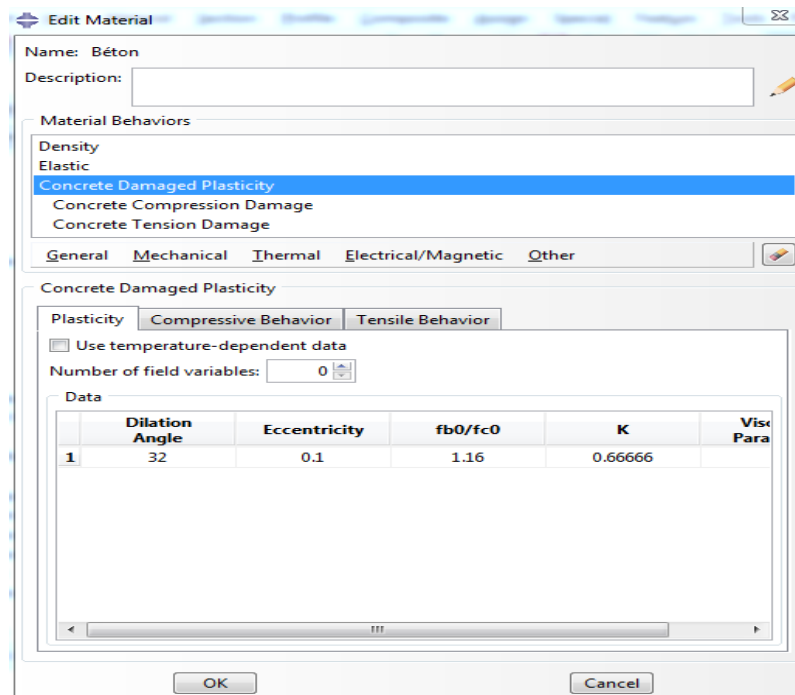 Edit Material
Name: Béton
Description:
Material Behaviors
Density
Elastic
Concrete Damaged Plasticity
Concrete Compression Damage
Concrete Tension Damage
General Mechanical Thermal Electrical/Magnetic Other
Concrete Damaged Plasticity
Plasticity Compressive Behavior Tensile Behavior
Use temperature-dependent data
Number of field variables: 0
Data
Dilation Angle Eccentricity fb0/fc0 K Visc Para
1 32 0.1 1.16 0.66666
OK Cancel